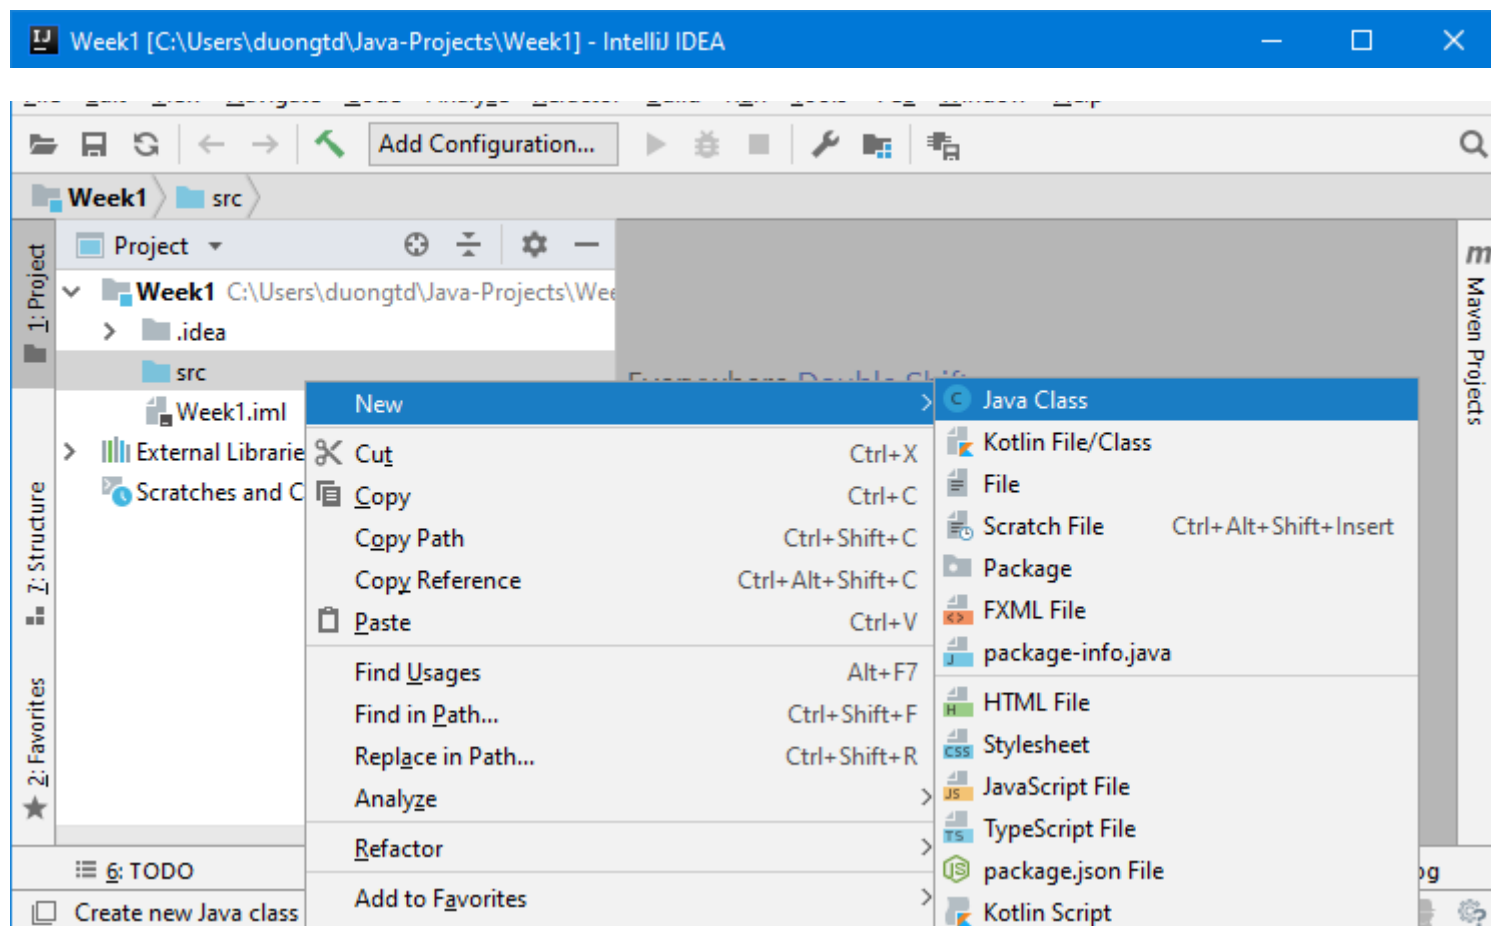 Week1 [C:\Users\duongtd\Java-Projects\Week1] - IntelliJ IDEA
Add Configuration...
Week1 src
1: Project
Project
Week1 C:\Users\duongtd\Java-Projects\Wee
.idea
src
Week1.iml
External Librarie
Scratches and C
7: Structure
2: Favorites
Double Shift
New
Cut Ctrl+X
Copy Ctrl+C
Copy Path Ctrl+Shift+C
Copy Reference Ctrl+Alt+Shift+C
Paste Ctrl+V
Find Usages Alt+F7
Find in Path... Ctrl+Shift+F
Replace in Path... Ctrl+Shift+R
Analyze
Refactor
Add to Favorites
Java Class
Kotlin File/Class
File
Scratch File Ctrl+Alt+Shift+Insert
Package
FXML File
package-info.java
HTML File
Stylesheet
JavaScript File
TypeScript File
package.json File
Kotlin Script
m Maven Projects
6: TODO
Create new Java class